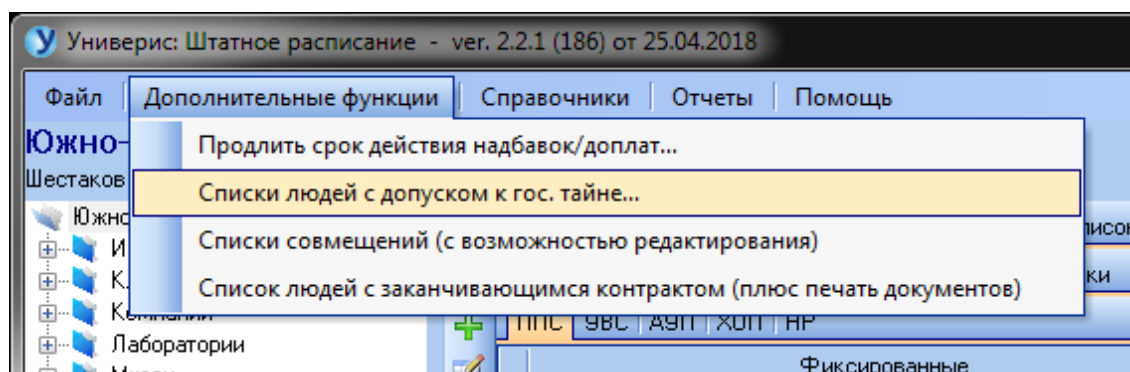 Универис: Штатное расписание - ver. 2.2.1 (186) от 25.04.2018
Файл Дополнительные функции Справочники Отчеты Помощь
Южно-
Продлить срок действия надбавок/доплат...
Шестаков
Списки людей с допуском к гос. тайне...
Списки совмещений (с возможностью редактирования)
Список людей с заканчивающимся контрактом (плюс печать документов)
ППС УВС АУП ХОП НР
Лаборатории
Фиксированные